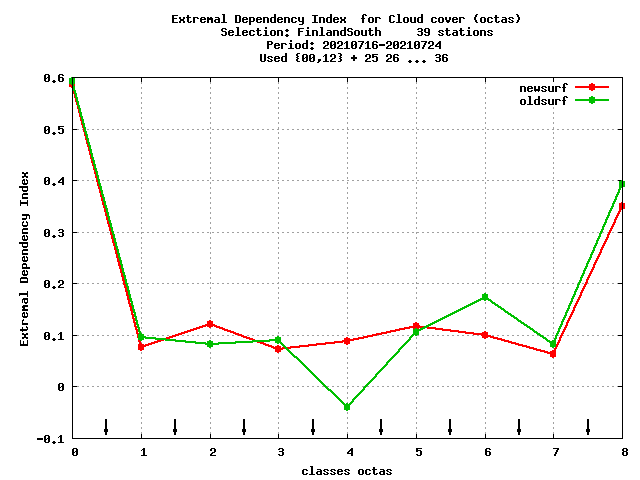 Extremal Dependency Index  for Cloud cover (octas)
Selection: FinlandSouth     39 stations
Period: 20210716-20210724
Used {00,12} + 25 26 ... 36
newsurf
oldsurf
Extremal Dependency Index
0.6
0.5
0.4
0.3
0.2
0.1
0
-0.1
0 1 2 3 4 5 6 7 8
classes octas